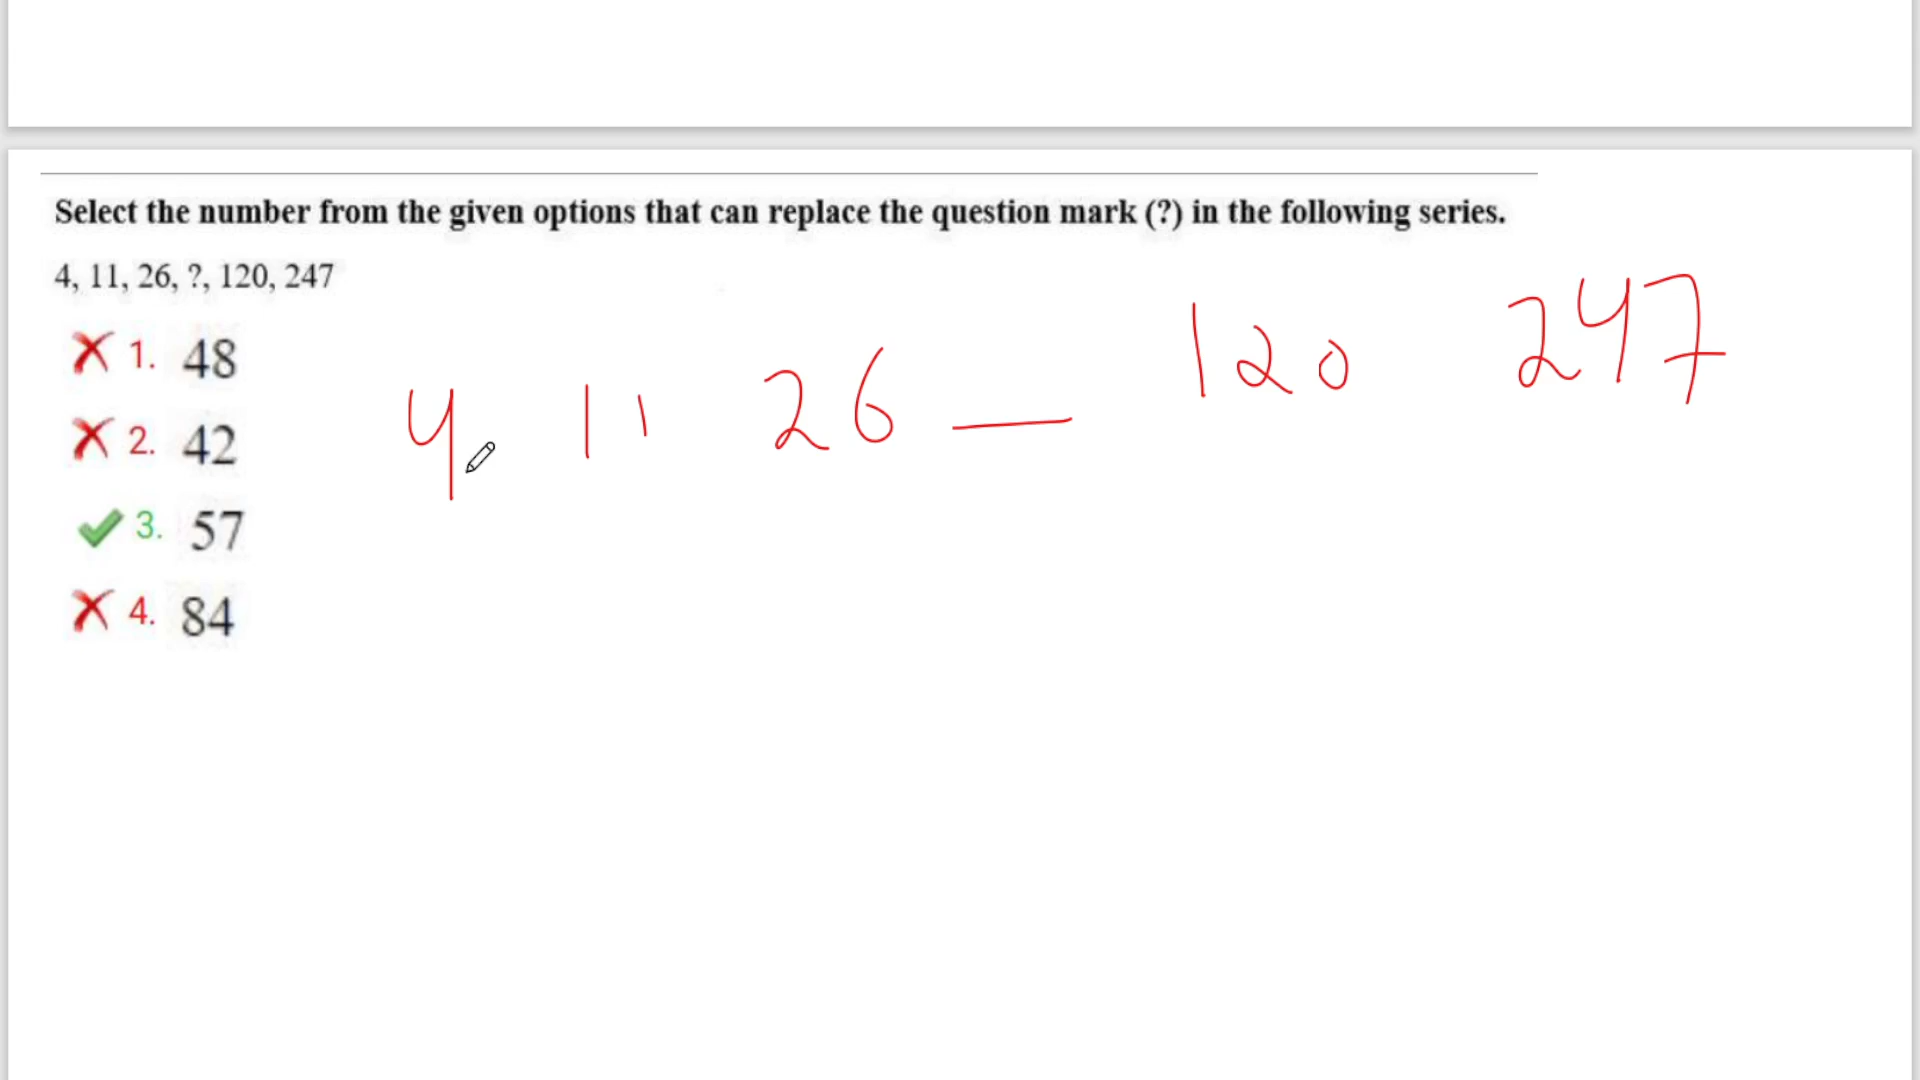 Select the number from the given options that can replace the question mark (?) in the following series.
4, 11, 26, ?, 120, 247
1. 48
2. 42
3. 57
4. 84
4, 11 26 — 120 247